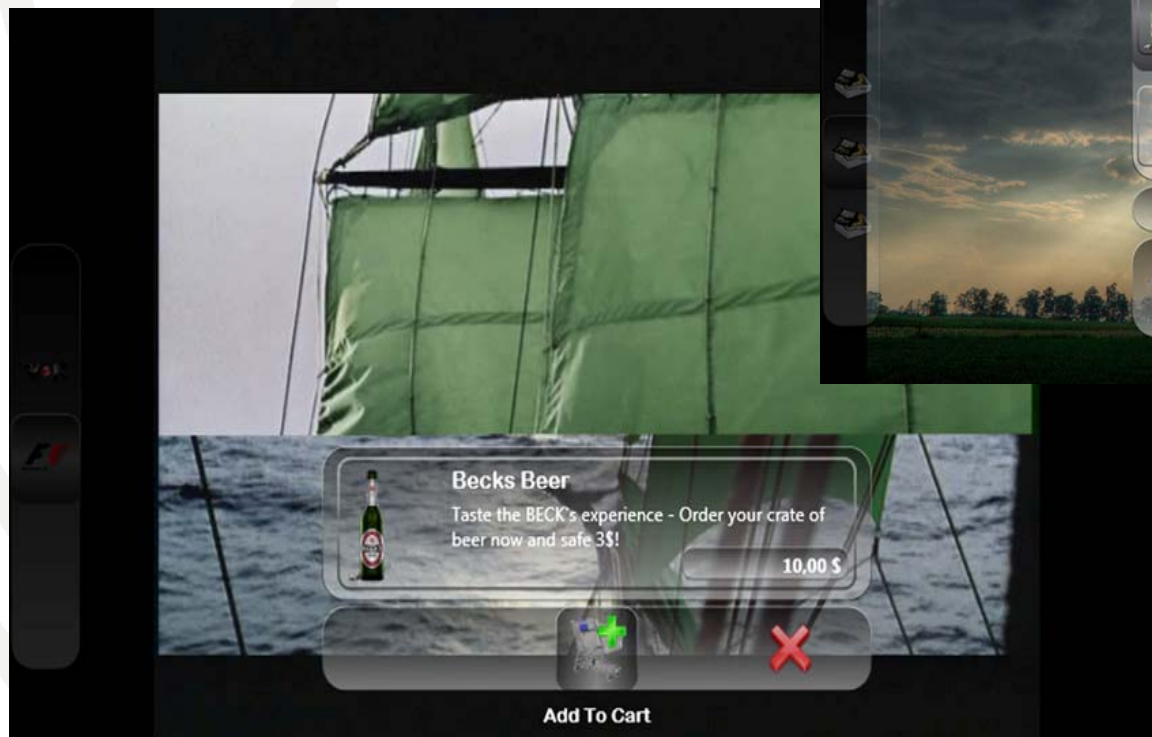 Becks Beer
Taste the BECK's experience - Order your crate of
beer now and safe 3$!
10,00 $
Add To Cart